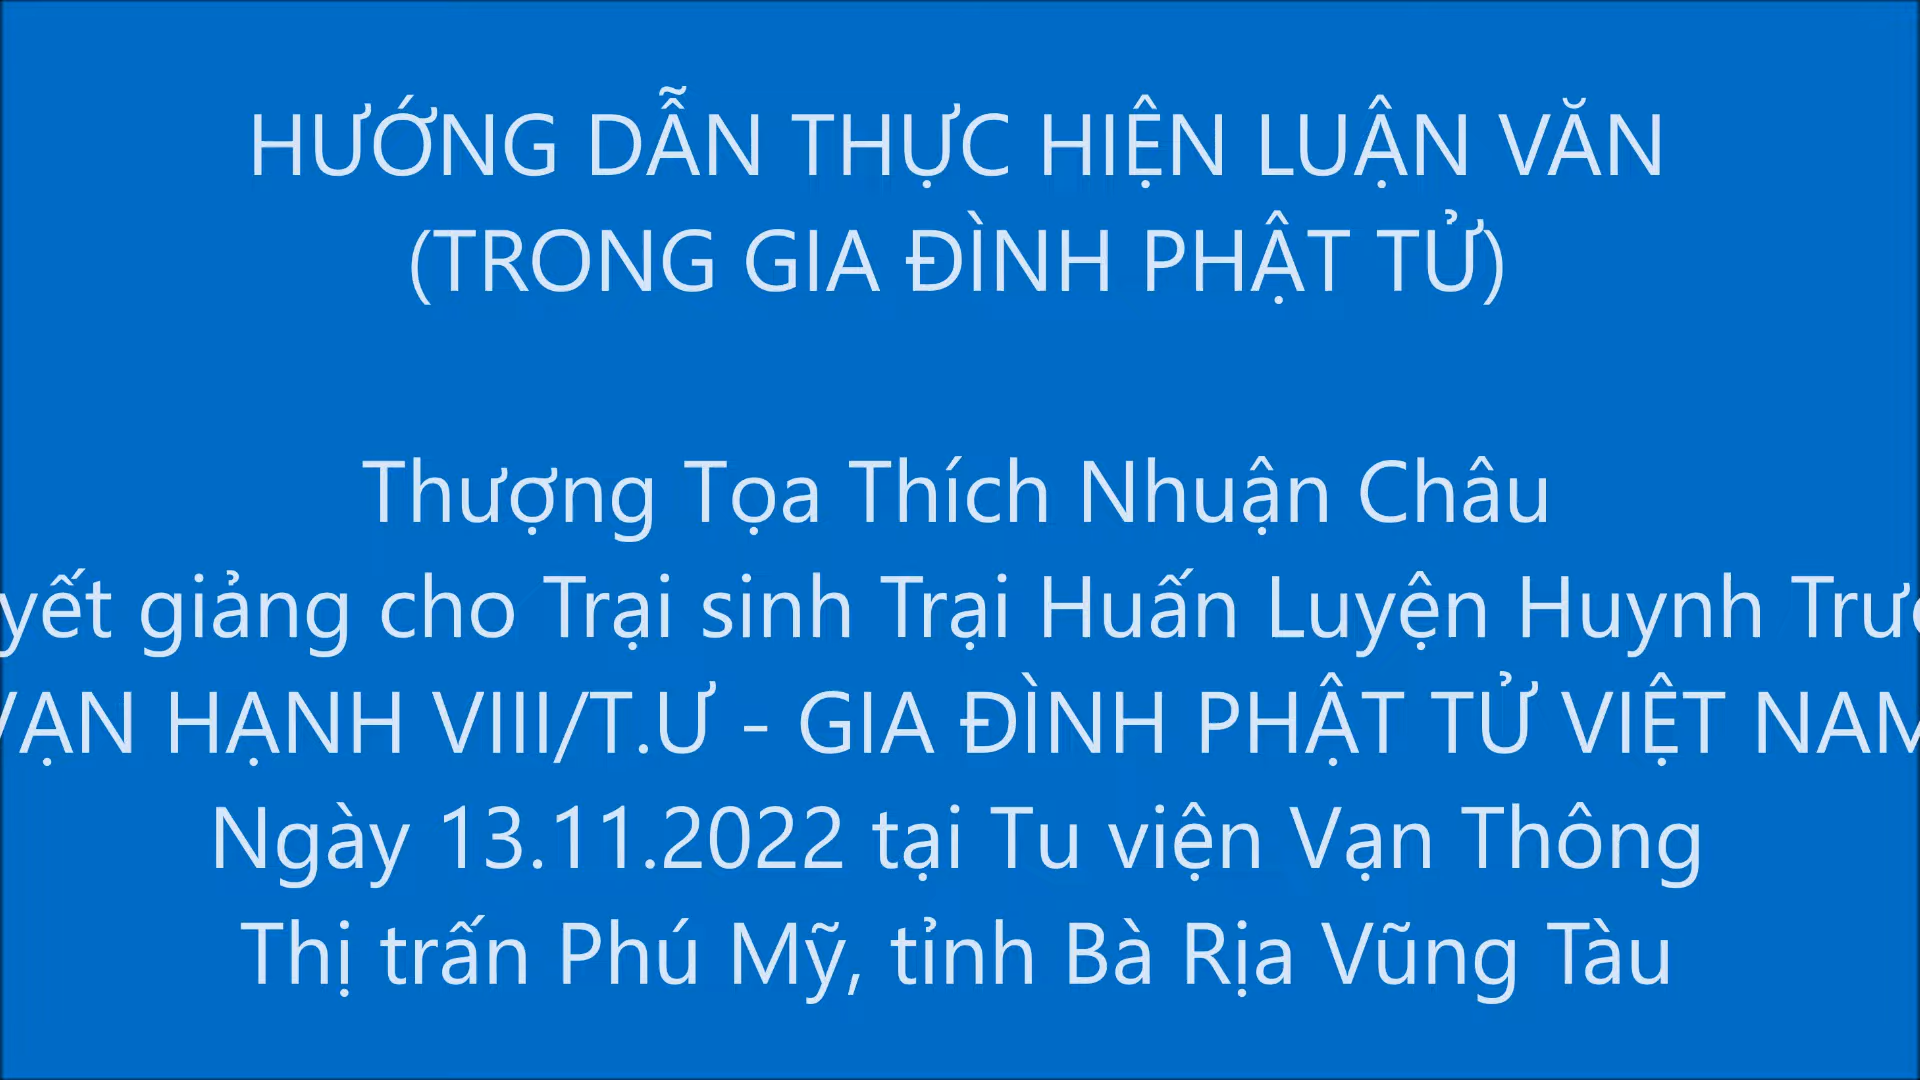 HƯỚNG DẪN THỰC HIỆN LUẬN VĂN
(TRONG GIA ĐÌNH PHẬT TỬ)
Thượng Tọa Thích Nhuận Châu
giảng cho Trại sinh Trại Huấn Luyện Huynh
VẠN HẠNH VIII/T.Ư - GIA ĐÌNH PHẬT TỬ VIỆT NAM
Ngày 13.11.2022 tại Tu viện Vạn Thông
Thị trấn Phú Mỹ, tỉnh Bà Rịa Vũng Tàu